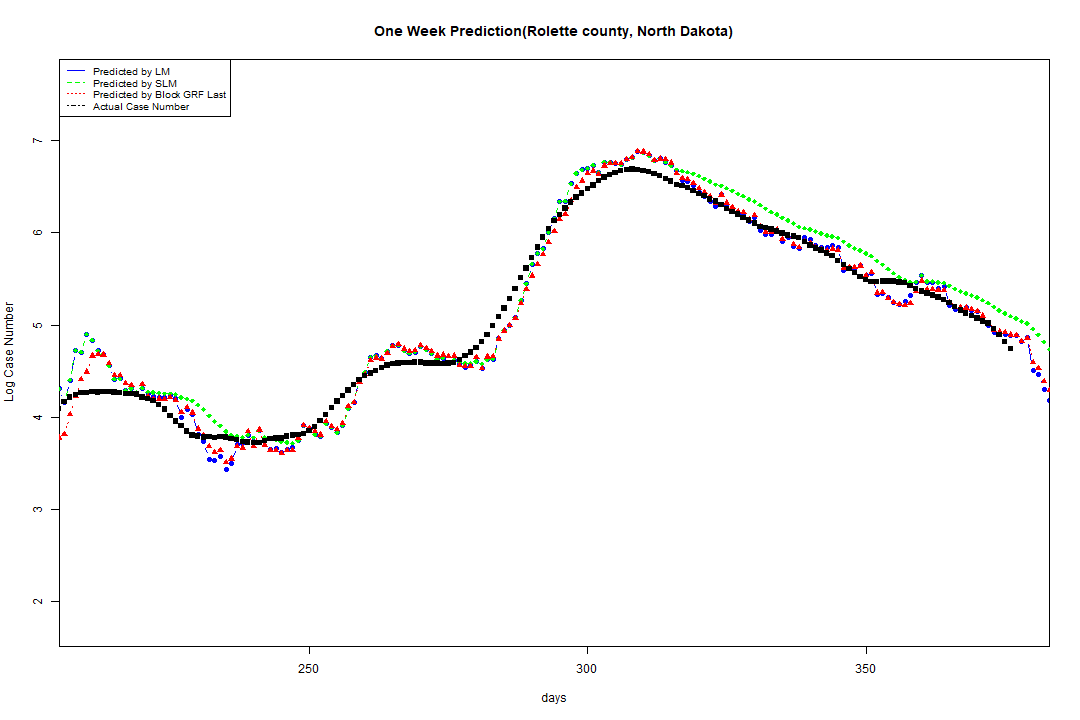 One Week Prediction(Rolette county, North Dakota)
Predicted by LM
Predicted by SLM
Predicted by Block GRF Last
Actual Case Number
7
6
5
4
3
2
Log Case Number
250
300
350
days